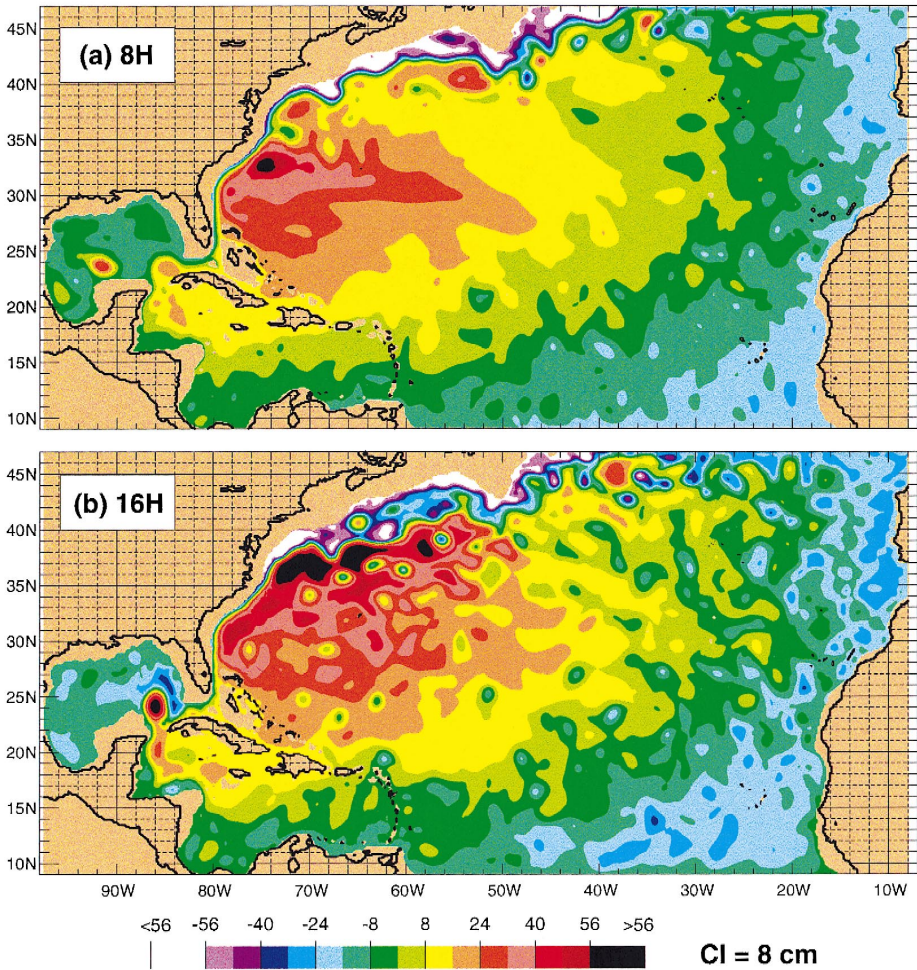 45N
(a) 8H
40N
35N
30N
25N
20N
15N
10N
45N
(b) 16H
40N
35N
30N
25N
20N
15N
10N
90W 80W 70W 60W 50W 40W 30W 20W 10W
<56 -56 -40 -24 -8 8 24 40 56 >56
CI = 8 cm